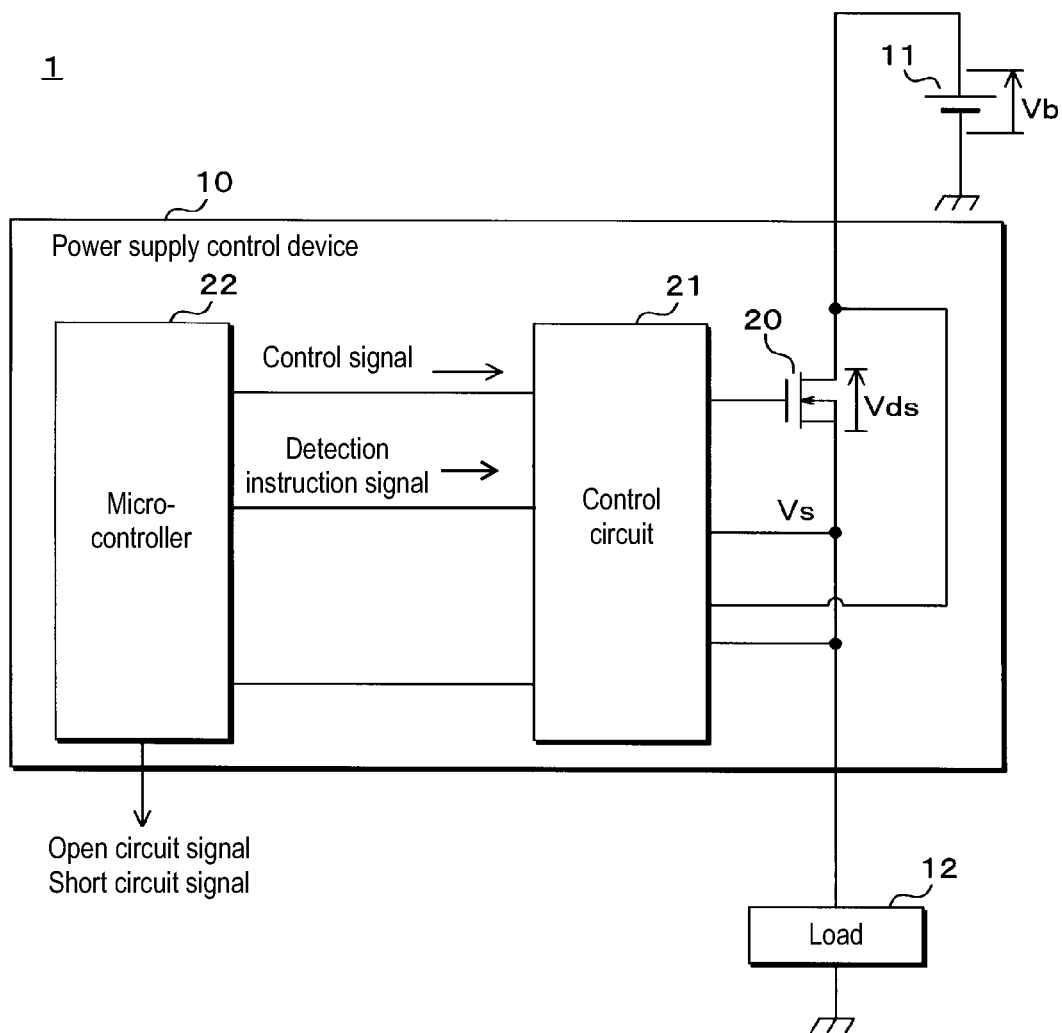 1
11
Vb
10
Power supply control device
22
21
20
Control signal
Vds
Detection
instruction signal
Micro-
controller
Control
circuit
Vs
Open circuit signal
Short circuit signal
12
Load